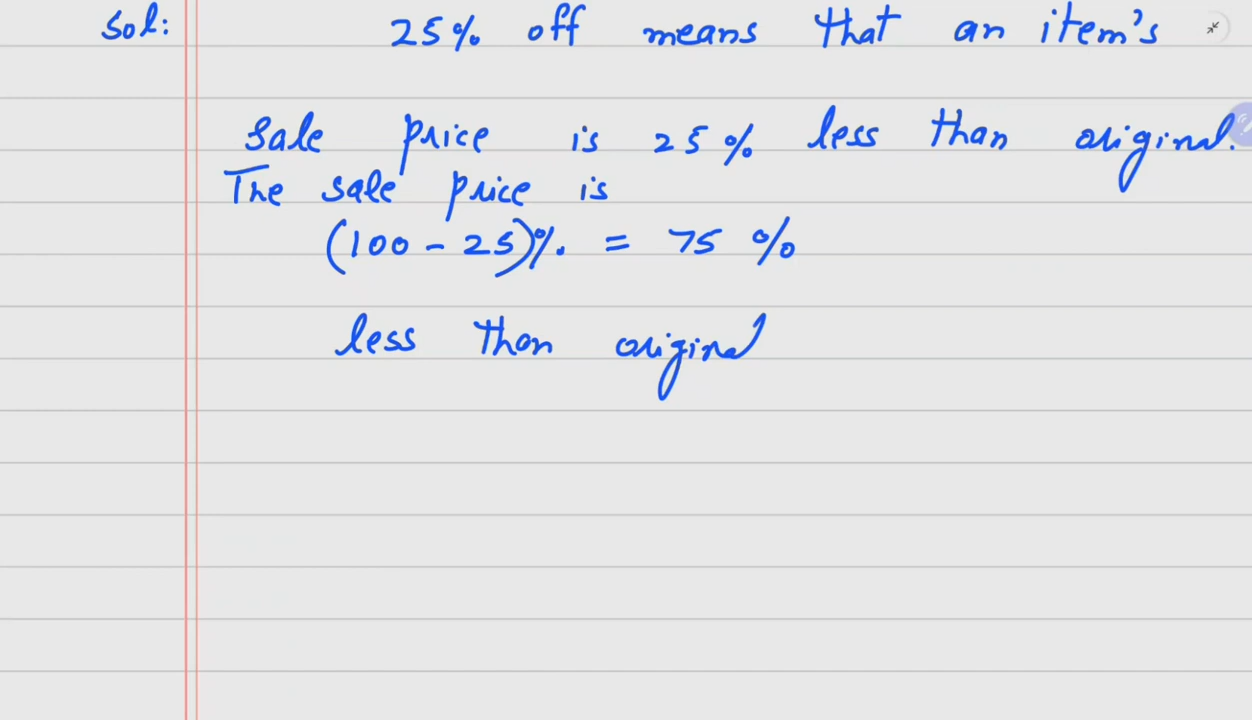 Sol: 25% off means that an item's
sale price is 25% less than original.
The sale price is
(100 - 25)% = 75 %
less than original